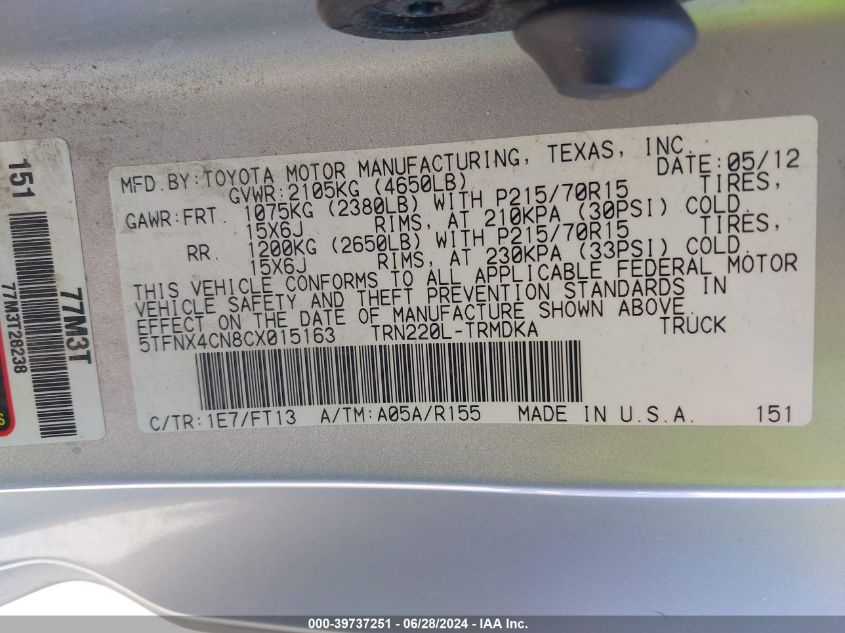 MFD.BY:TOYOTA MOTOR MANUFACTURING, TEXAS, INC.
DATE:05/12
GVWR:2105KG (4650LB)
GAWR:FRT. 1075KG (2380LB) WITH P215/70R15 TIRES,
15X6J RIMS, AT 210KPA (30PSI) COLD.
RR. 1200KG (2650LB) WITH P215/70R15 TIRES,
15X6J RIMS, AT 230KPA (33PSI) COLD.
THIS VEHICLE CONFORMS TO ALL APPLICABLE FEDERAL MOTOR
VEHICLE SAFETY AND THEFT PREVENTION STANDARDS IN
EFFECT ON THE DATE OF MANUFACTURE SHOWN ABOVE.
5TFNX4CN8CX015163 TRN220L-TRMDKA TRUCK
C/TR:1E7/FT13 A/TM:A05A/R155 MADE IN U.S.A. 151
151
77M3T
77M3T28238
000-39737251 - 06/28/2024 - IAA Inc.